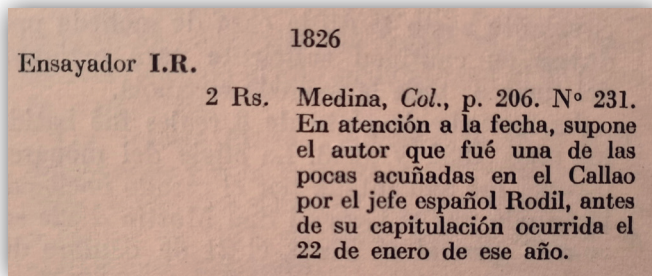 1826
Ensayador I.R.
2 Rs. Medina, Col., p. 206. Nº 231.
En atención a la fecha, supone
el autor que fué una de las
pocas acuñadas en el Callao
por el jefe español Rodil, antes
de su capitulación ocurrida el
22 de enero de ese año.